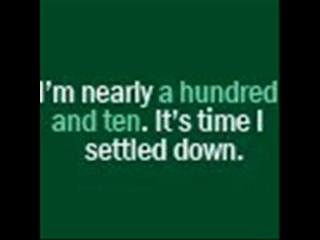 I'm nearly a hundred
and ten. It's time I
settled down.